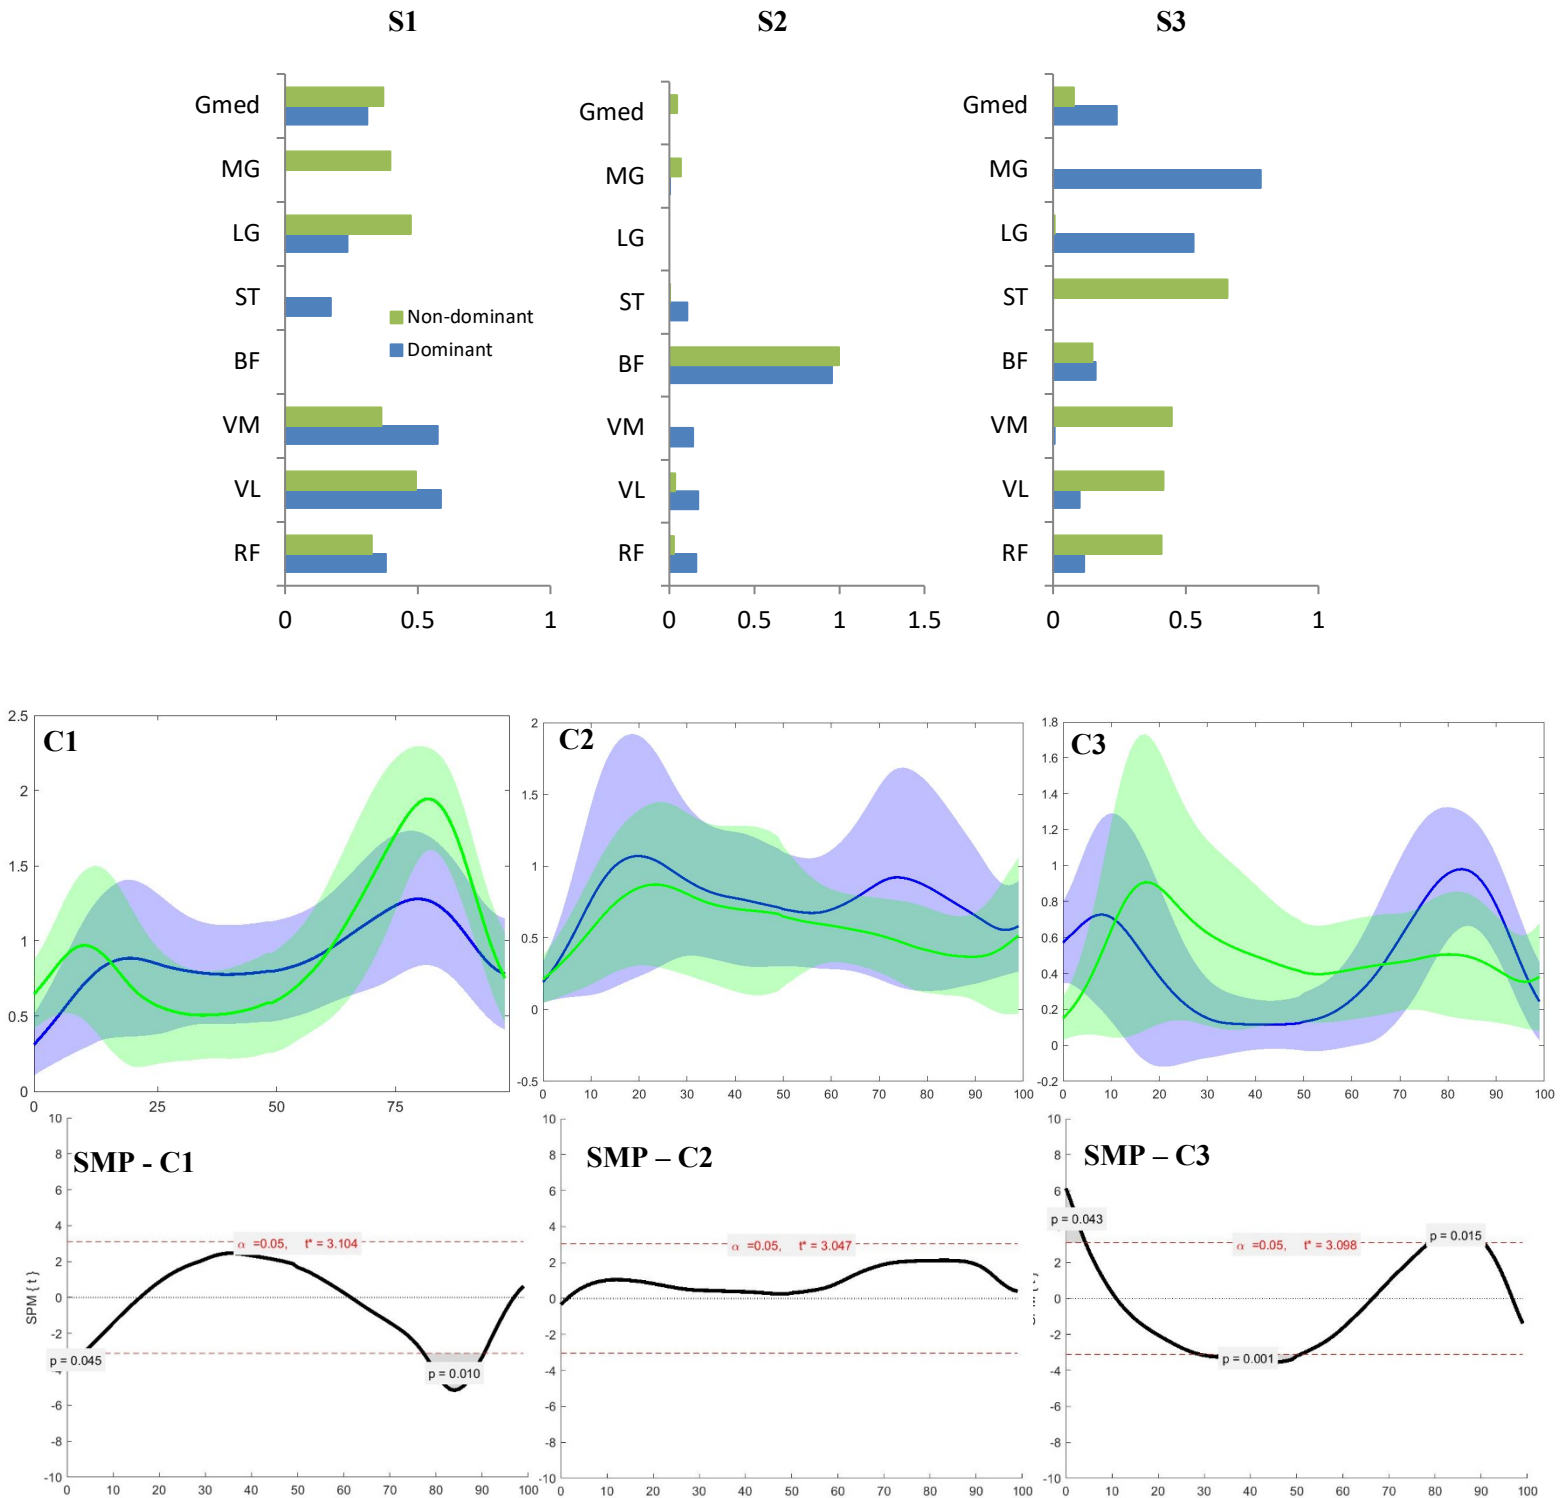 S1 S2 S3
Gmed
MG
LG
ST
BF
VM
VL
RF
0 0.5 1
Non-dominant
Dominant
Gmed
MG
LG
ST
BF
VM
VL
RF
0 0.5 1 1.5
Gmed
MG
LG
ST
BF
VM
VL
RF
0 0.5 1
C1
2.5
2
1.5
1
0.5
0
0 25 50 75
C2
2
1.5
1
0.5
0
-0.5
0 10 20 30 40 50 60 70 80 90 100
C3
1.8
1.6
1.4
1.2
1
0.8
0.6
0.4
0.2
0
-0.2
0 10 20 30 40 50 60 70 80 90 100
SMP - C1
10
8
6
4
2
0
-2
-4
-6
-8
-10
SPM { t }
α =0.05, t* = 3.104
p = 0.045
p = 0.010
0 10 20 30 40 50 60 70 80 90 100
SMP – C2
10
8
6
4
2
0
-2
-4
-6
-8
-10
α =0.05, t* = 3.047
0 10 20 30 40 50 60 70 80 90 100
SMP – C3
10
8
6
4
2
0
-2
-4
-6
-8
-10
p = 0.043
α =0.05, t* = 3.098
p = 0.015
p = 0.001
0 10 20 30 40 50 60 70 80 90 100